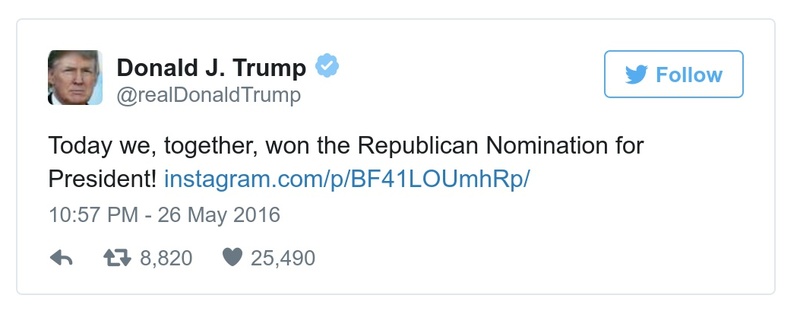 Donald J. Trump
@realDonaldTrump
Follow
Today we, together, won the Republican Nomination for
President! instagram.com/p/BF41LOUmhRp/
10:57 PM - 26 May 2016
8,820 25,490